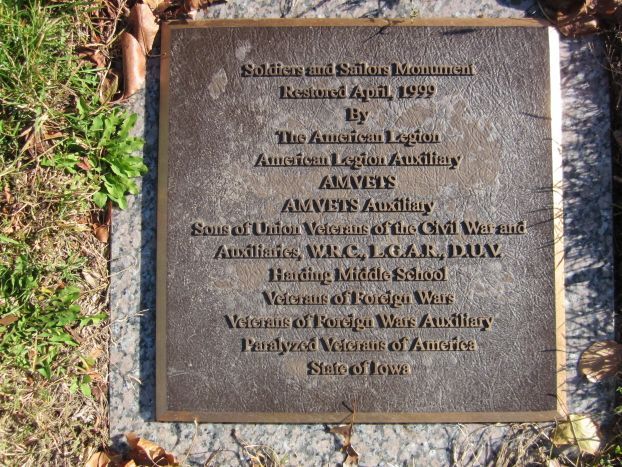 Soldiers and Sailors Monument
Restored April, 1999
By
The American Legion
American Legion Auxiliary
AMVETS
AMVETS Auxiliary
Sons of Union Veterans of the Civil War and
Auxiliaries, W.R.C., L.G.A.R., D.U.V.
Harding Middle School
Veterans of Foreign Wars
Veterans of Foreign Wars Auxiliary
Paralyzed Veterans of America
State of Iowa